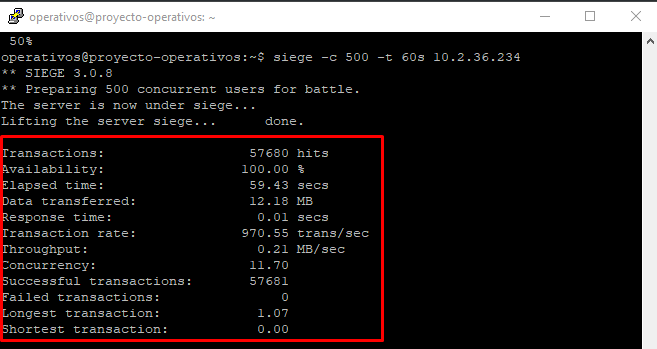 operativos@proyecto-operativos: ~
50%
operativos@proyecto-operativos:~$ siege -c 500 -t 60s 10.2.36.234
** SIEGE 3.0.8
** Preparing 500 concurrent users for battle.
The server is now under siege...
Lifting the server siege...      done.
Transactions:                  57680 hits
Availability:                 100.00 %
Elapsed time:                  59.43 secs
Data transferred:              12.18 MB
Response time:                  0.01 secs
Transaction rate:             970.55 trans/sec
Throughput:                     0.21 MB/sec
Concurrency:                   11.70
Successful transactions:       57681
Failed transactions:               0
Longest transaction:            1.07
Shortest transaction:           0.00